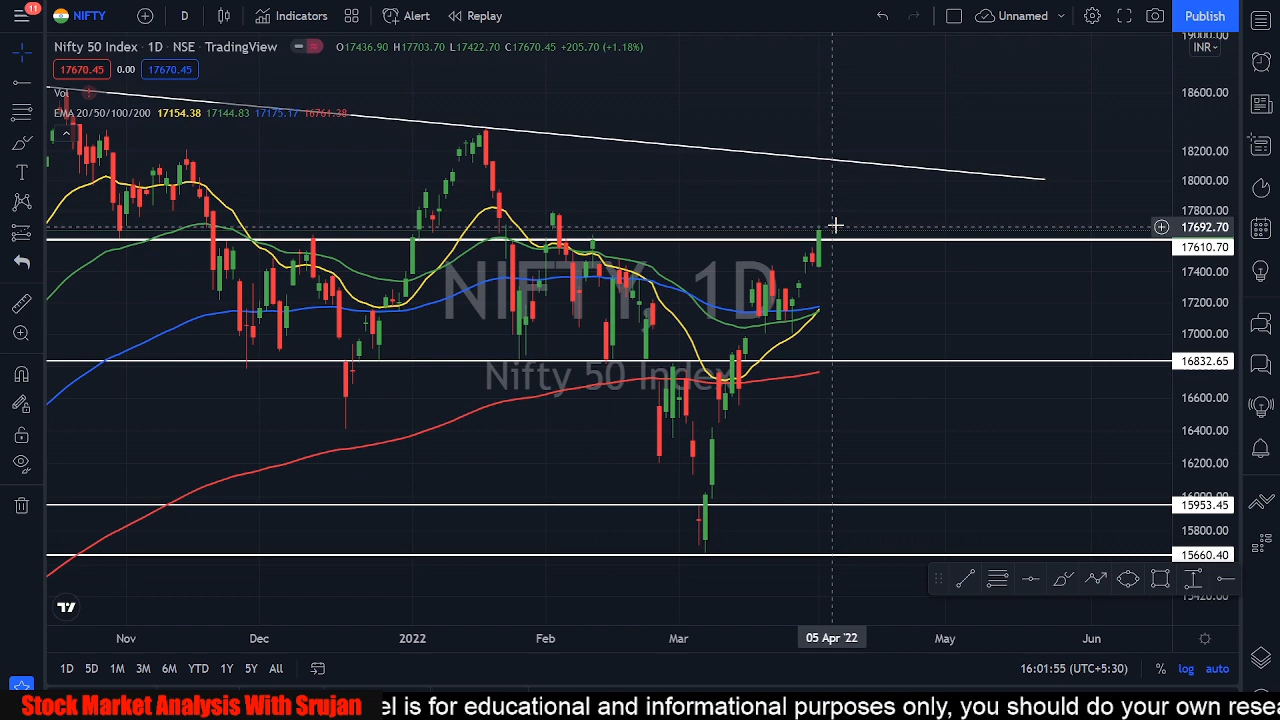 11
NIFTY
D
Indicators
Alert
Replay
Unnamed
Publish
Nifty 50 Index · 1D · NSE · TradingView
O17436.90 H17703.70 L17422.70 C17670.45 +205.70 (+1.18%)
INR
17670.45 0.00 17670.45
Vol
EMA 20/50/100/200 17154.38 17144.83 17175.17 16761.38
NIFTY, 1D
Nifty 50 Index
19000.00
18600.00
18200.00
18000.00
17800.00
17692.70
17610.70
17400.00
17200.00
17000.00
16832.65
16600.00
16400.00
16200.00
16000.00
15953.45
15800.00
15660.40
15420.00
Nov Dec 2022 Feb Mar 05 Apr '22 May Jun
1D 5D 1M 3M 6M YTD 1Y 5Y All
16:01:55 (UTC+5:30) % log auto
Stock Market Analysis With Srujan
el is for educational and informational purposes only, you should do your own resea